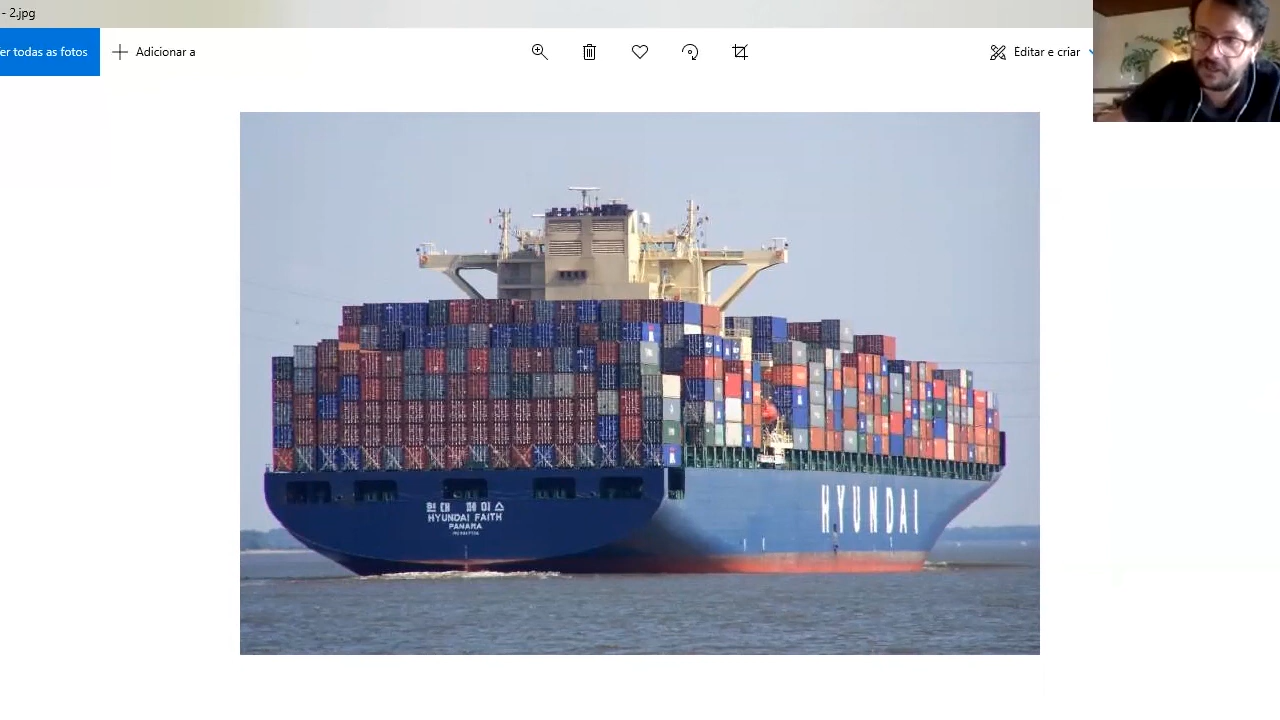 - 2.jpg
er todas as fotos
Adicionar a
Editar e criar
현대 페이스
HYUNDAI FAITH
PANAMA
HYUNDAI